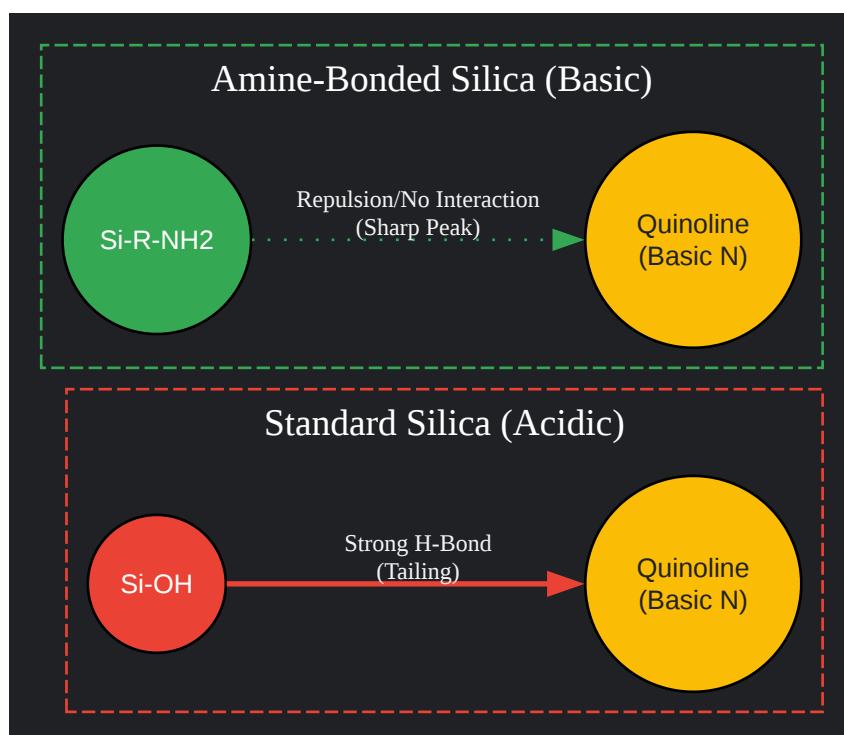 Amine-Bonded Silica (Basic)
Si-R-NH2
Repulsion/No Interaction
(Sharp Peak)
Quinoline
(Basic N)
Standard Silica (Acidic)
Si-OH
Strong H-Bond
(Tailing)
Quinoline
(Basic N)